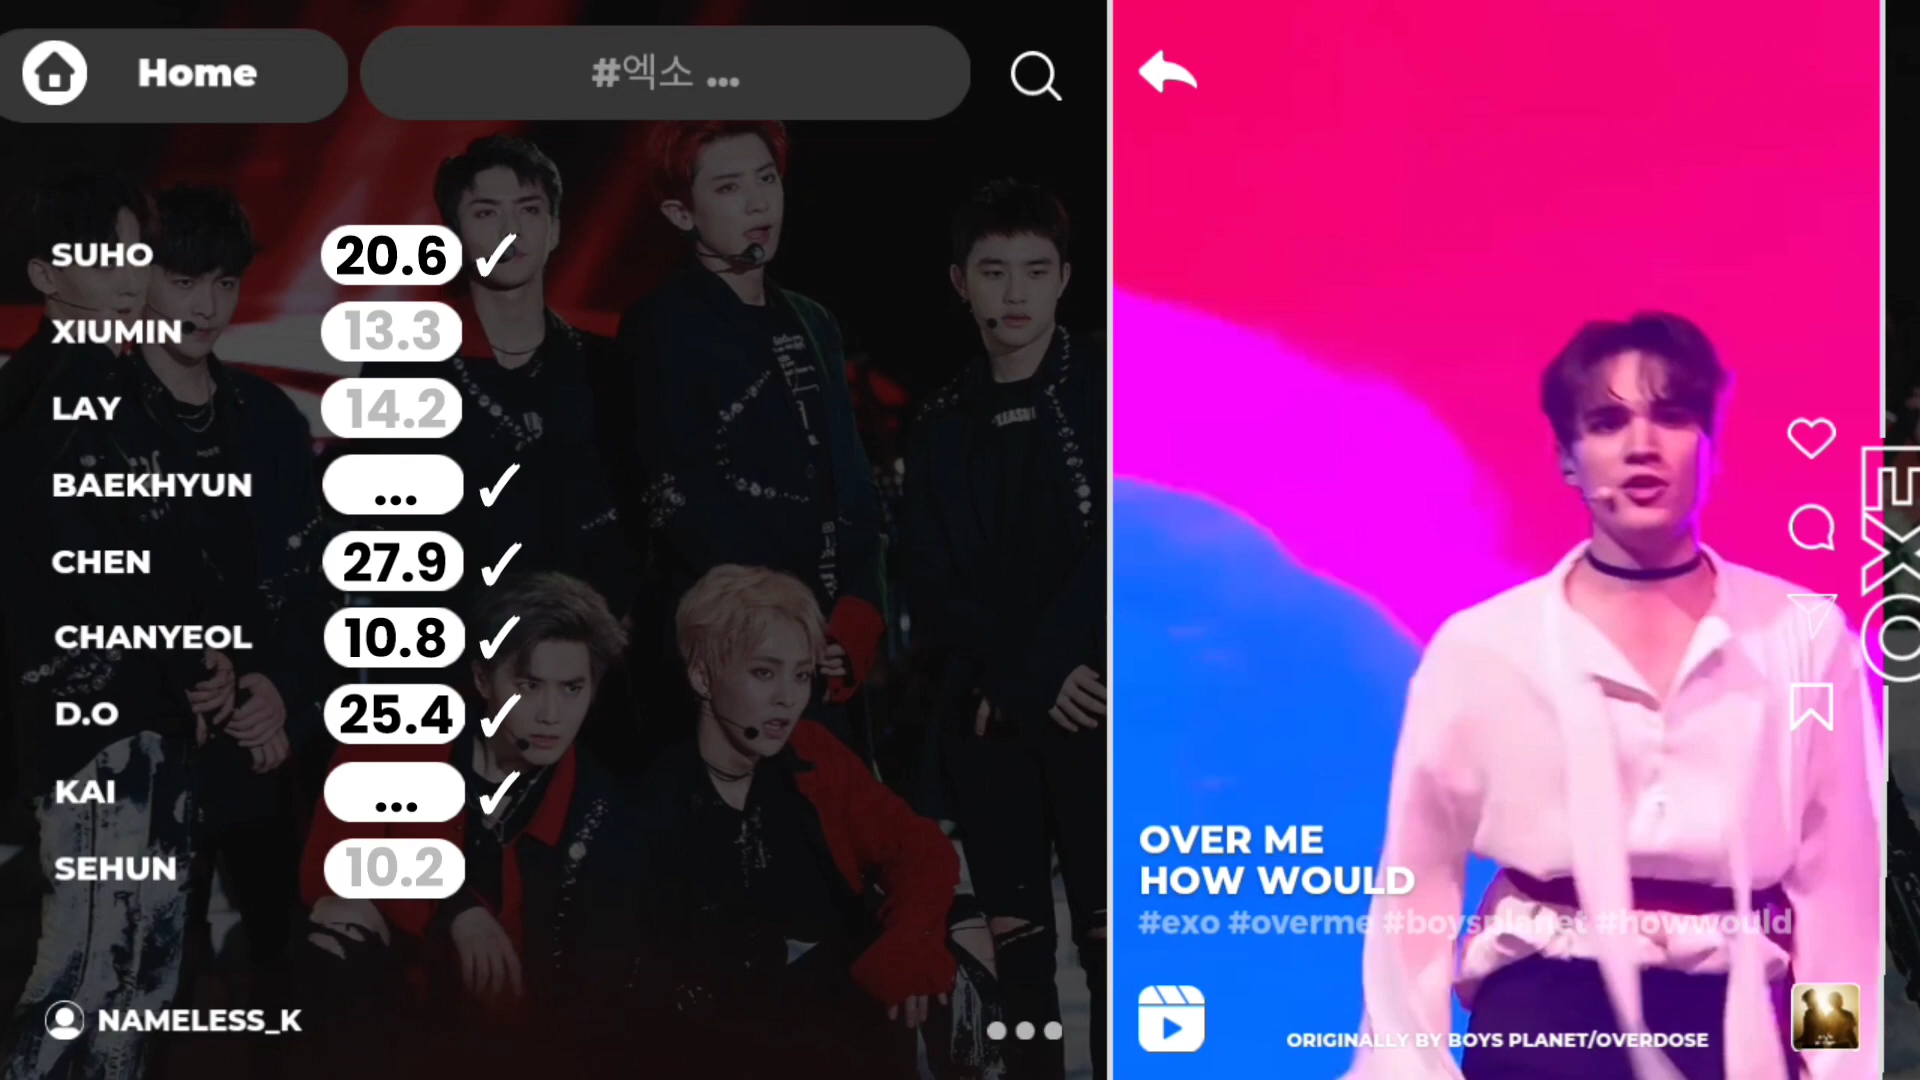 Home
#엑소 ...
SUHO 20.6 ✓
XIUMIN 13.3
LAY 14.2
BAEKHYUN ... ✓
CHEN 27.9 ✓
CHANYEOL 10.8 ✓
D.O 25.4 ✓
KAI ... ✓
SEHUN 10.2
NAMELESS_K
EXO
OVER ME
HOW WOULD
#exo #overme #boysplanet #howwould
ORIGINALLY BY BOYS PLANET/OVERDOSE